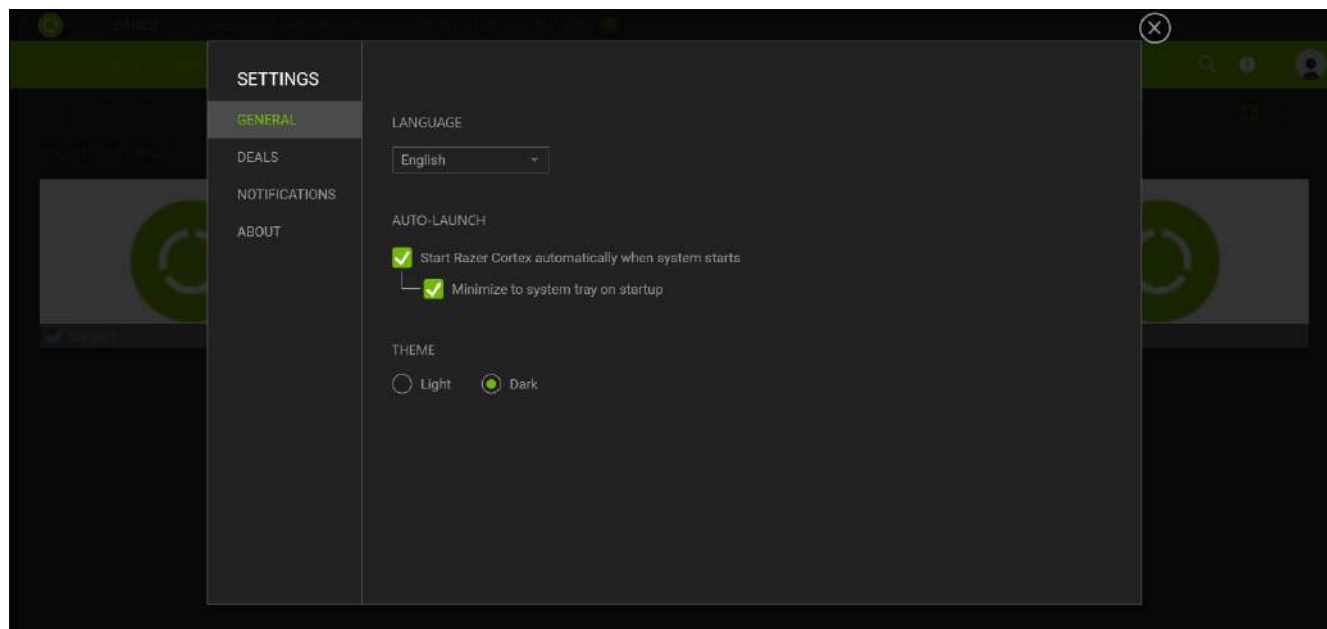 SETTINGS
GENERAL
DEALS
NOTIFICATIONS
ABOUT
LANGUAGE
English
AUTO-LAUNCH
Start Razer Cortex automatically when system starts
Minimize to system tray on startup
THEME
Light
Dark